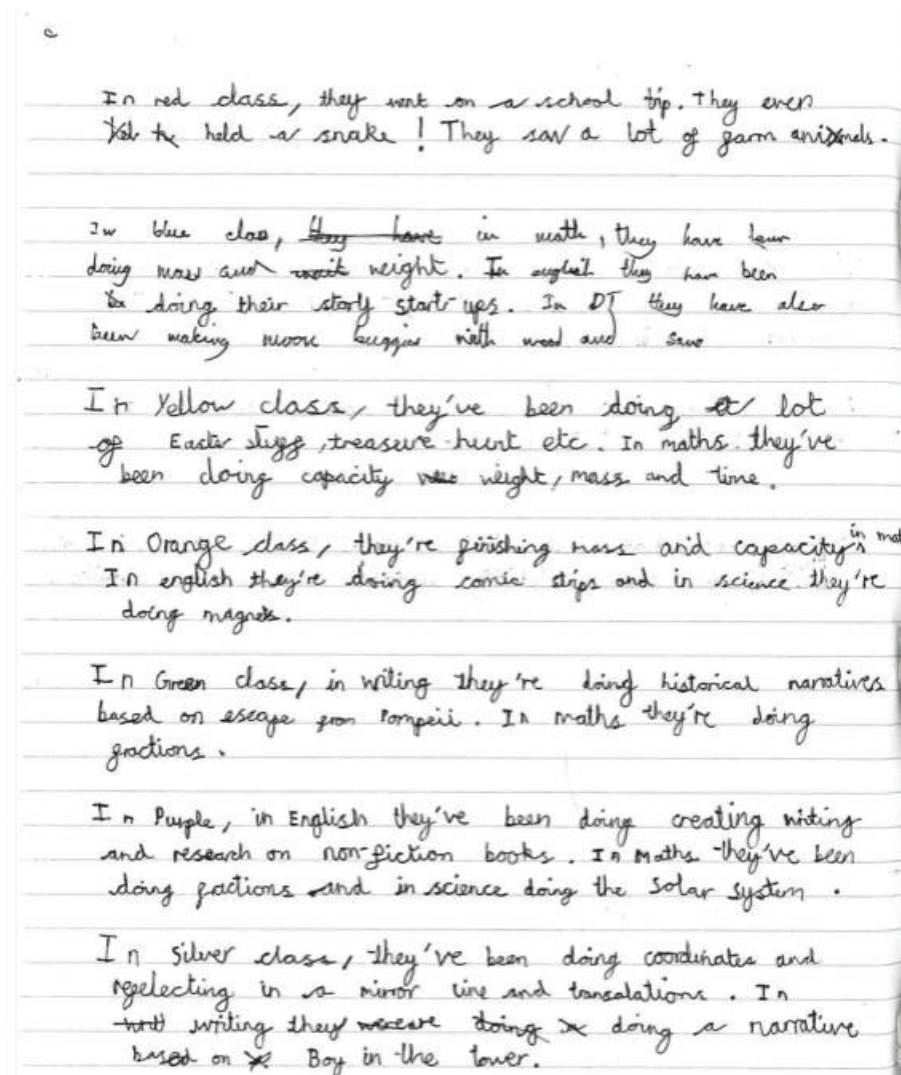 In red class, they went on a school trip. They even
held a snake! They saw a lot of farm animals.
In blue class, they have in math, they have been
doing mass and weight. In english they have been
doing their story start-ups. In DT they have also
been making moon buggies with wood and saw
In Yellow class, they've been doing a lot
of Easter stuff, treasure hunt etc. In maths they've
been doing capacity weight, mass and time.
In Orange class, they're finishing mass and capacity in mat
In english they're doing comic strips and in science they're
doing magnets.
In Green class, in writing they're doing historical narratives
based on escape from Pompeii. In maths they're doing
fractions.
In Purple, in English they've been doing creating writing
and research on non-fiction books. In Maths they've been
doing fractions and in science doing the Solar system.
In Silver class, they've been doing coordinates and
refelecting in a mirror line and tansalations. In
writing they doing a narrative
based on Boy in the tower.